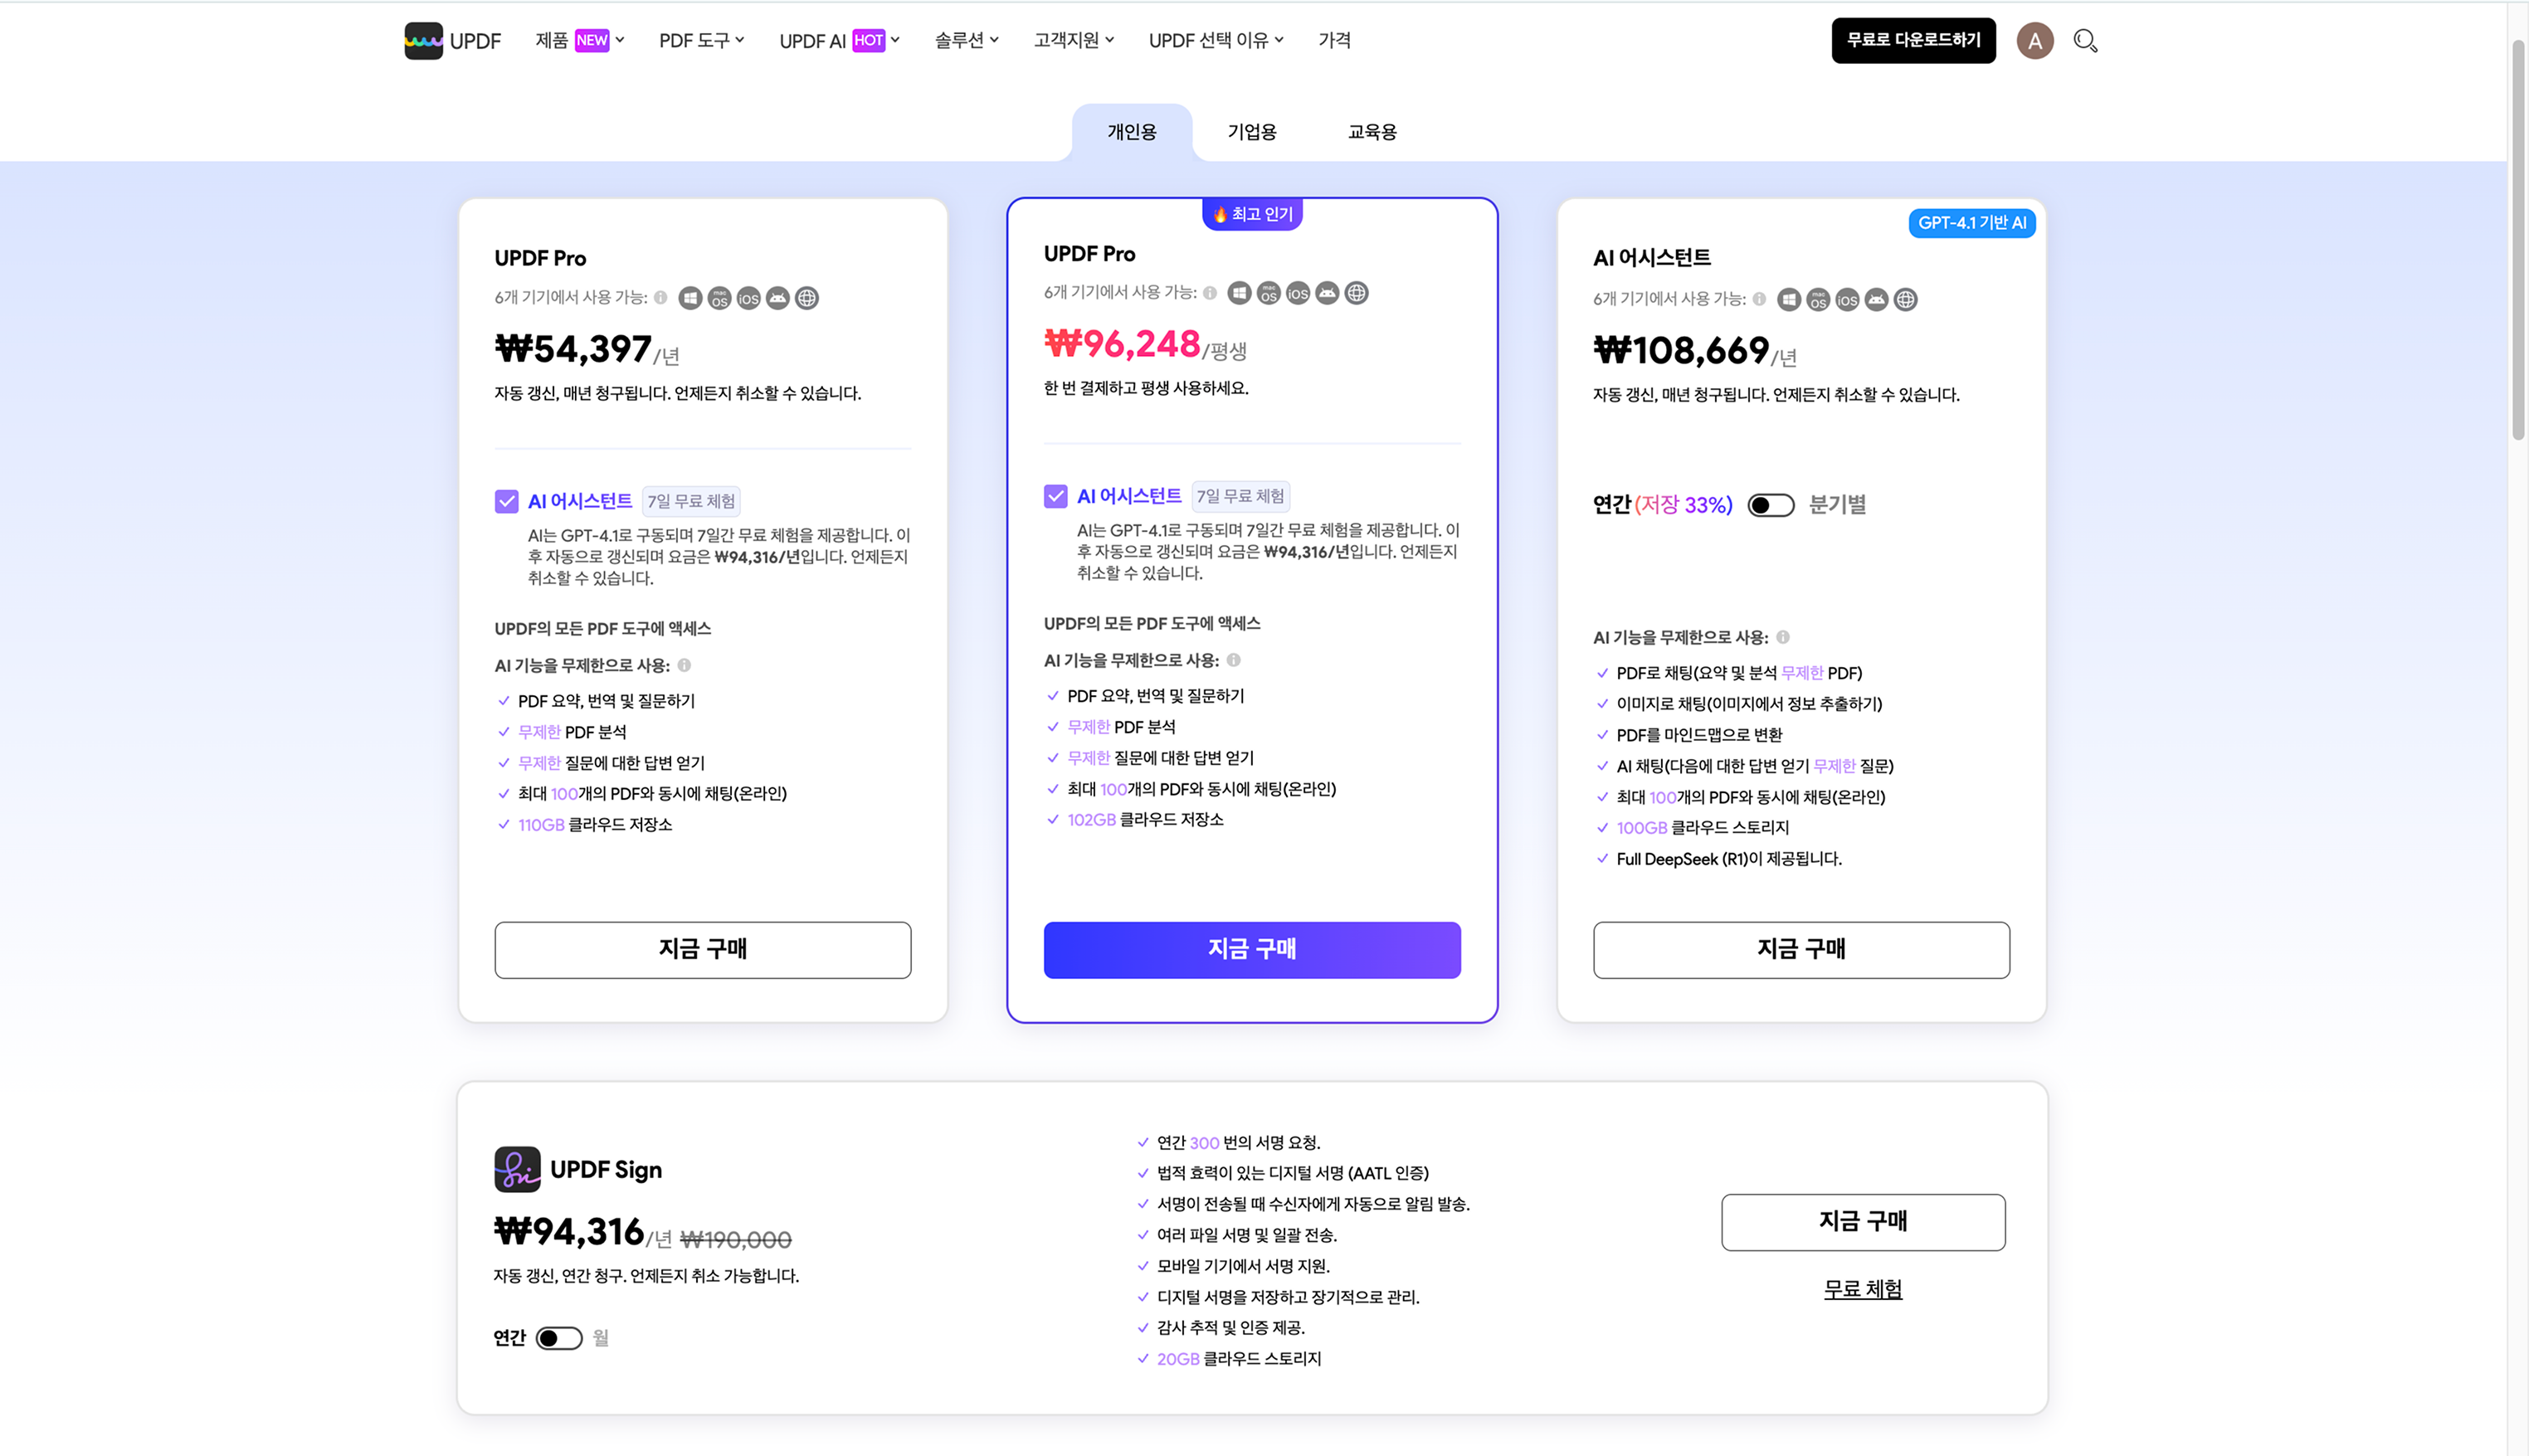 UPDF 제품 NEW PDF 도구 UPDF AI HOT 솔루션 고객지원 UPDF 선택 이유 가격 무료로 다운로드하기 A
개인용 기업용 교육용
UPDF Pro
6개 기기에서 사용 가능: mac OS iOS
₩54,397/년
자동 갱신, 매년 청구됩니다. 언제든지 취소할 수 있습니다.
AI 어시스턴트 7일 무료 체험
AI는 GPT-4.1로 구동되며 7일간 무료 체험을 제공합니다. 이
후 자동으로 갱신되며 요금은 ₩94,316/년입니다. 언제든지
취소할 수 있습니다.
UPDF의 모든 PDF 도구에 액세스
AI 기능을 무제한으로 사용:
PDF 요약, 번역 및 질문하기
무제한 PDF 분석
무제한 질문에 대한 답변 얻기
최대 100개의 PDF와 동시에 채팅(온라인)
110GB 클라우드 저장소
지금 구매
🔥 최고 인기
UPDF Pro
6개 기기에서 사용 가능: mac OS iOS
₩96,248/평생
한 번 결제하고 평생 사용하세요.
AI 어시스턴트 7일 무료 체험
AI는 GPT-4.1로 구동되며 7일간 무료 체험을 제공합니다. 이
후 자동으로 갱신되며 요금은 ₩94,316/년입니다. 언제든지
취소할 수 있습니다.
UPDF의 모든 PDF 도구에 액세스
AI 기능을 무제한으로 사용:
PDF 요약, 번역 및 질문하기
무제한 PDF 분석
무제한 질문에 대한 답변 얻기
최대 100개의 PDF와 동시에 채팅(온라인)
102GB 클라우드 저장소
지금 구매
GPT-4.1 기반 AI
AI 어시스턴트
6개 기기에서 사용 가능: mac OS iOS
₩108,669/년
자동 갱신, 매년 청구됩니다. 언제든지 취소할 수 있습니다.
연간(저장 33%) 분기별
AI 기능을 무제한으로 사용:
PDF로 채팅(요약 및 분석 무제한 PDF)
이미지로 채팅(이미지에서 정보 추출하기)
PDF를 마인드맵으로 변환
AI 채팅(다음에 대한 답변 얻기 무제한 질문)
최대 100개의 PDF와 동시에 채팅(온라인)
100GB 클라우드 스토리지
Full DeepSeek (R1)이 제공됩니다.
지금 구매
UPDF Sign
₩94,316/년 ₩190,000
자동 갱신, 연간 청구. 언제든지 취소 가능합니다.
연간 월
연간 300 번의 서명 요청.
법적 효력이 있는 디지털 서명 (AATL 인증)
서명이 전송될 때 수신자에게 자동으로 알림 발송.
여러 파일 서명 및 일괄 전송.
모바일 기기에서 서명 지원.
디지털 서명을 저장하고 장기적으로 관리.
감사 추적 및 인증 제공.
20GB 클라우드 스토리지
지금 구매
무료 체험